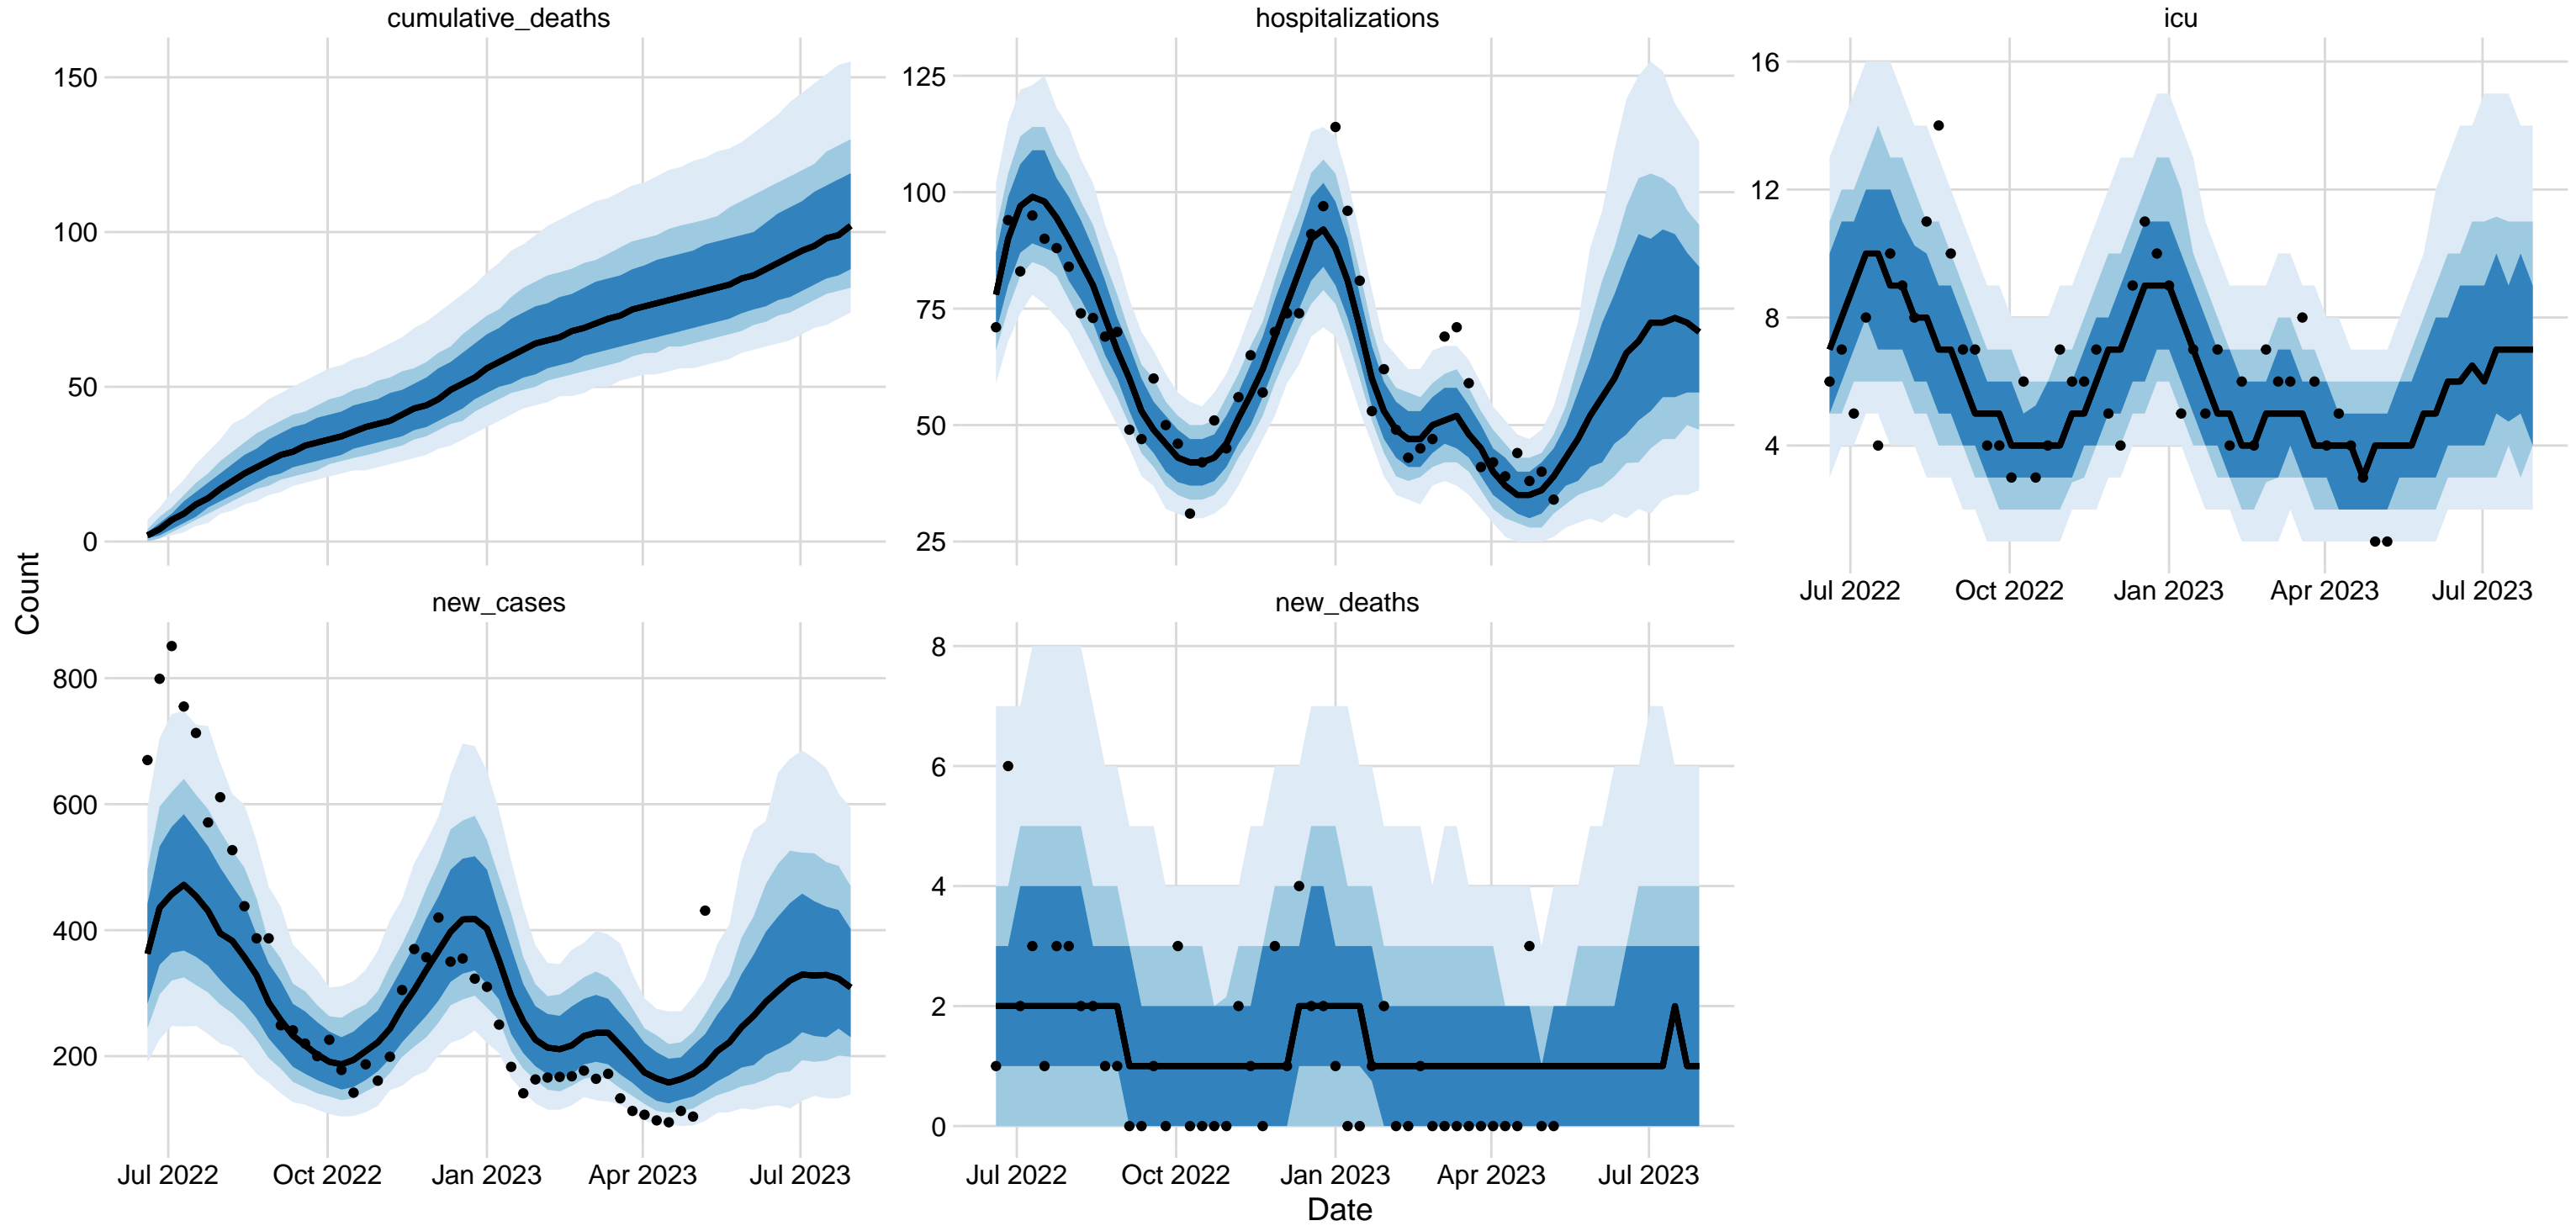 cumulative_deaths
150
100
50
0
hospitalizations
125
100
75
50
25
icu
16
12
8
4
Jul 2022 Oct 2022 Jan 2023 Apr 2023 Jul 2023
Count
new_cases
800
600
400
200
Jul 2022 Oct 2022 Jan 2023 Apr 2023 Jul 2023
new_deaths
8
6
4
2
0
Jul 2022 Oct 2022 Jan 2023 Apr 2023 Jul 2023
Date